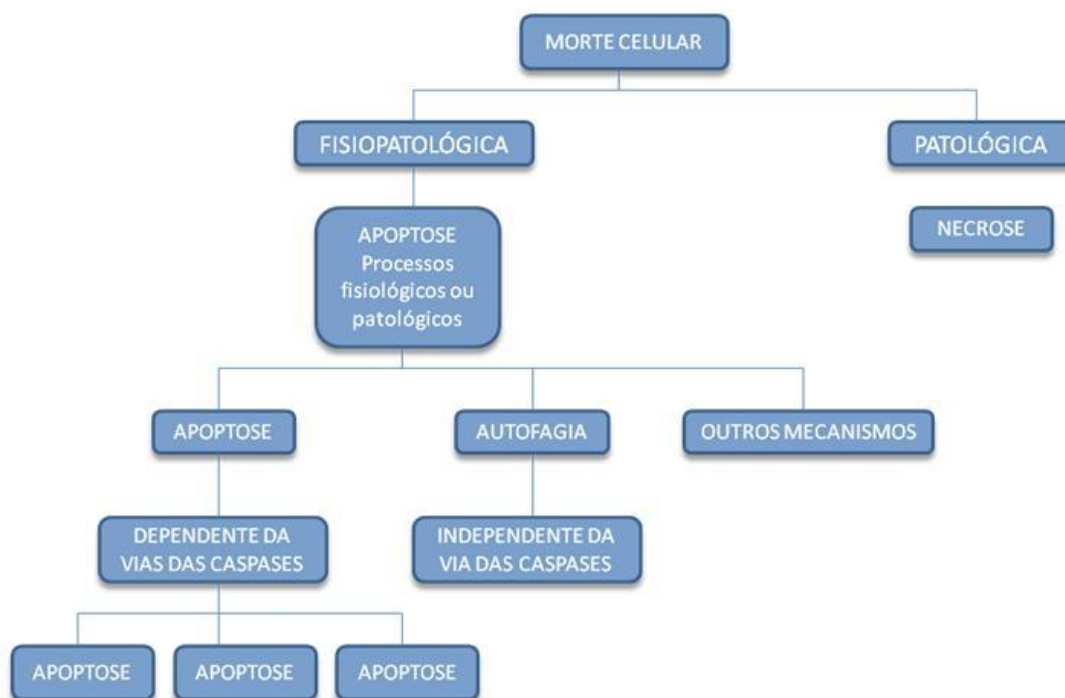 MORTE CELULAR
FISIOPATOLÓGICA
PATOLÓGICA
APOPTOSE
Processos
fisiológicos ou
patológicos
NECROSE
APOPTOSE
AUTOFAGIA
OUTROS MECANISMOS
DEPENDENTE DA
VIAS DAS CASPASES
INDEPENDENTE DA
VIA DAS CASPASES
APOPTOSE
APOPTOSE
APOPTOSE